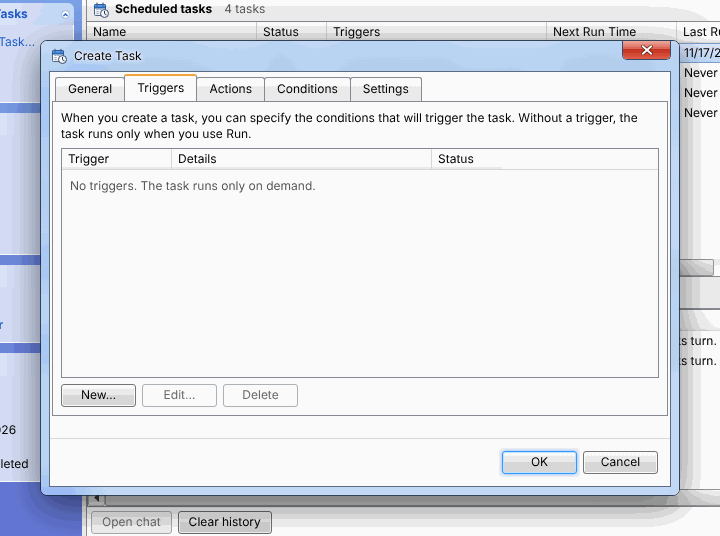 asks
Scheduled tasks 4 tasks
Task...
Name Status Triggers Next Run Time Last Ru
Create Task
11/17/2
Never
Never
Never
General Triggers Actions Conditions Settings
When you create a task, you can specify the conditions that will trigger the task. Without a trigger, the
task runs only when you use Run.
Trigger Details Status
No triggers. The task runs only on demand.
r
s turn.
s turn.
New... Edit... Delete
026
leted
OK Cancel
Open chat Clear history